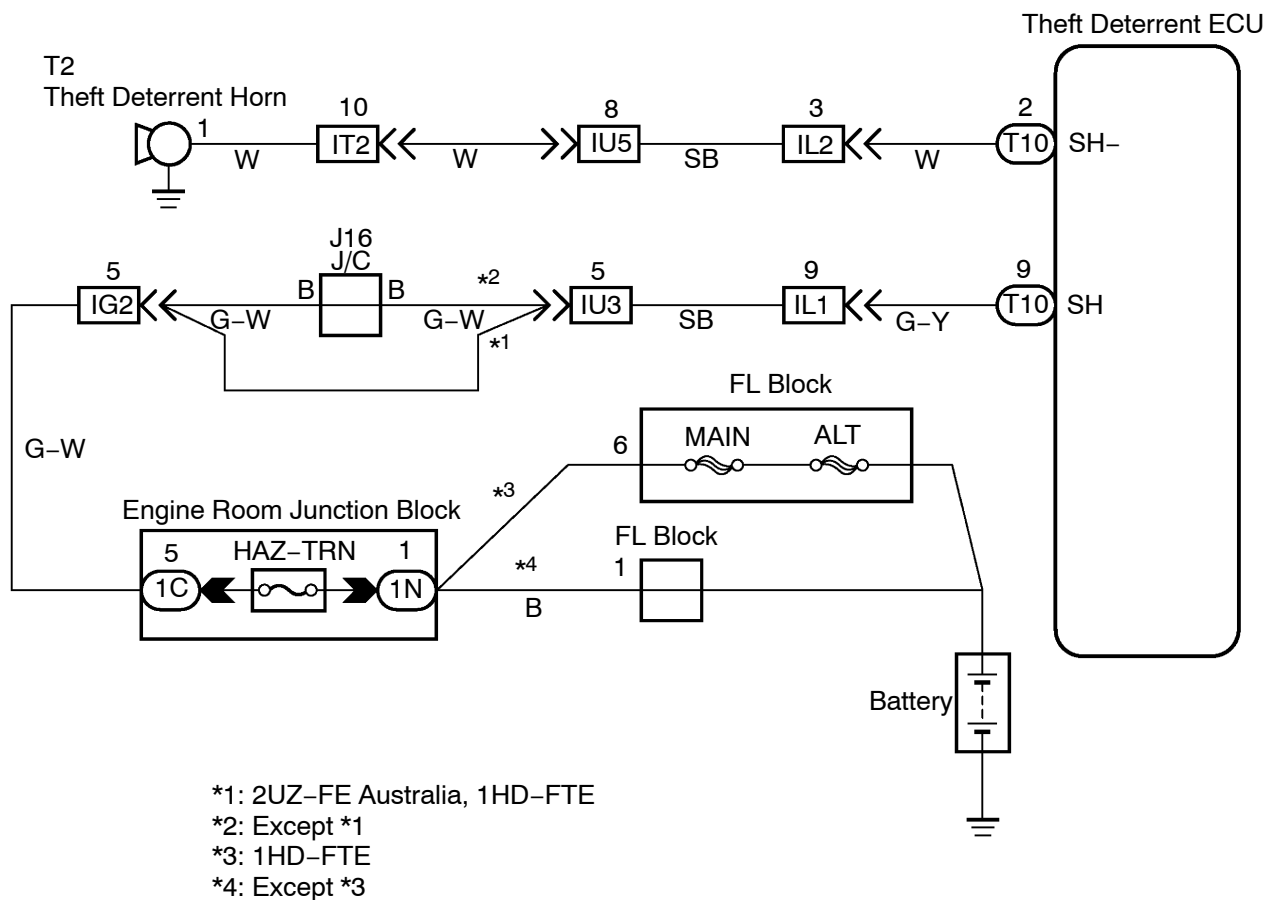 Theft Deterrent ECU
T2
Theft Deterrent Horn
1
W
10
IT2
W
8
IU5
SB
3
IL2
W
2
T10
SH−
5
IG2
G−W
J16
J/C
B
B
G−W
*2
*1
5
IU3
SB
9
IL1
G−Y
9
T10
SH
G−W
FL Block
6
MAIN
ALT
*3
Engine Room Junction Block
5
1C
HAZ−TRN
1
1N
*4
B
FL Block
1
Battery
*1: 2UZ−FE Australia, 1HD−FTE
*2: Except *1
*3: 1HD−FTE
*4: Except *3